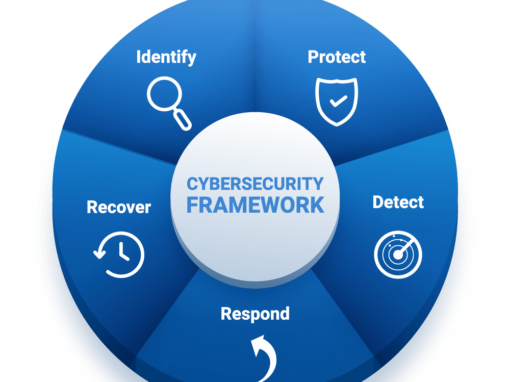 Identify
Protect
CYBERSECURITY
FRAMEWORK
Recover
Detect
Respond